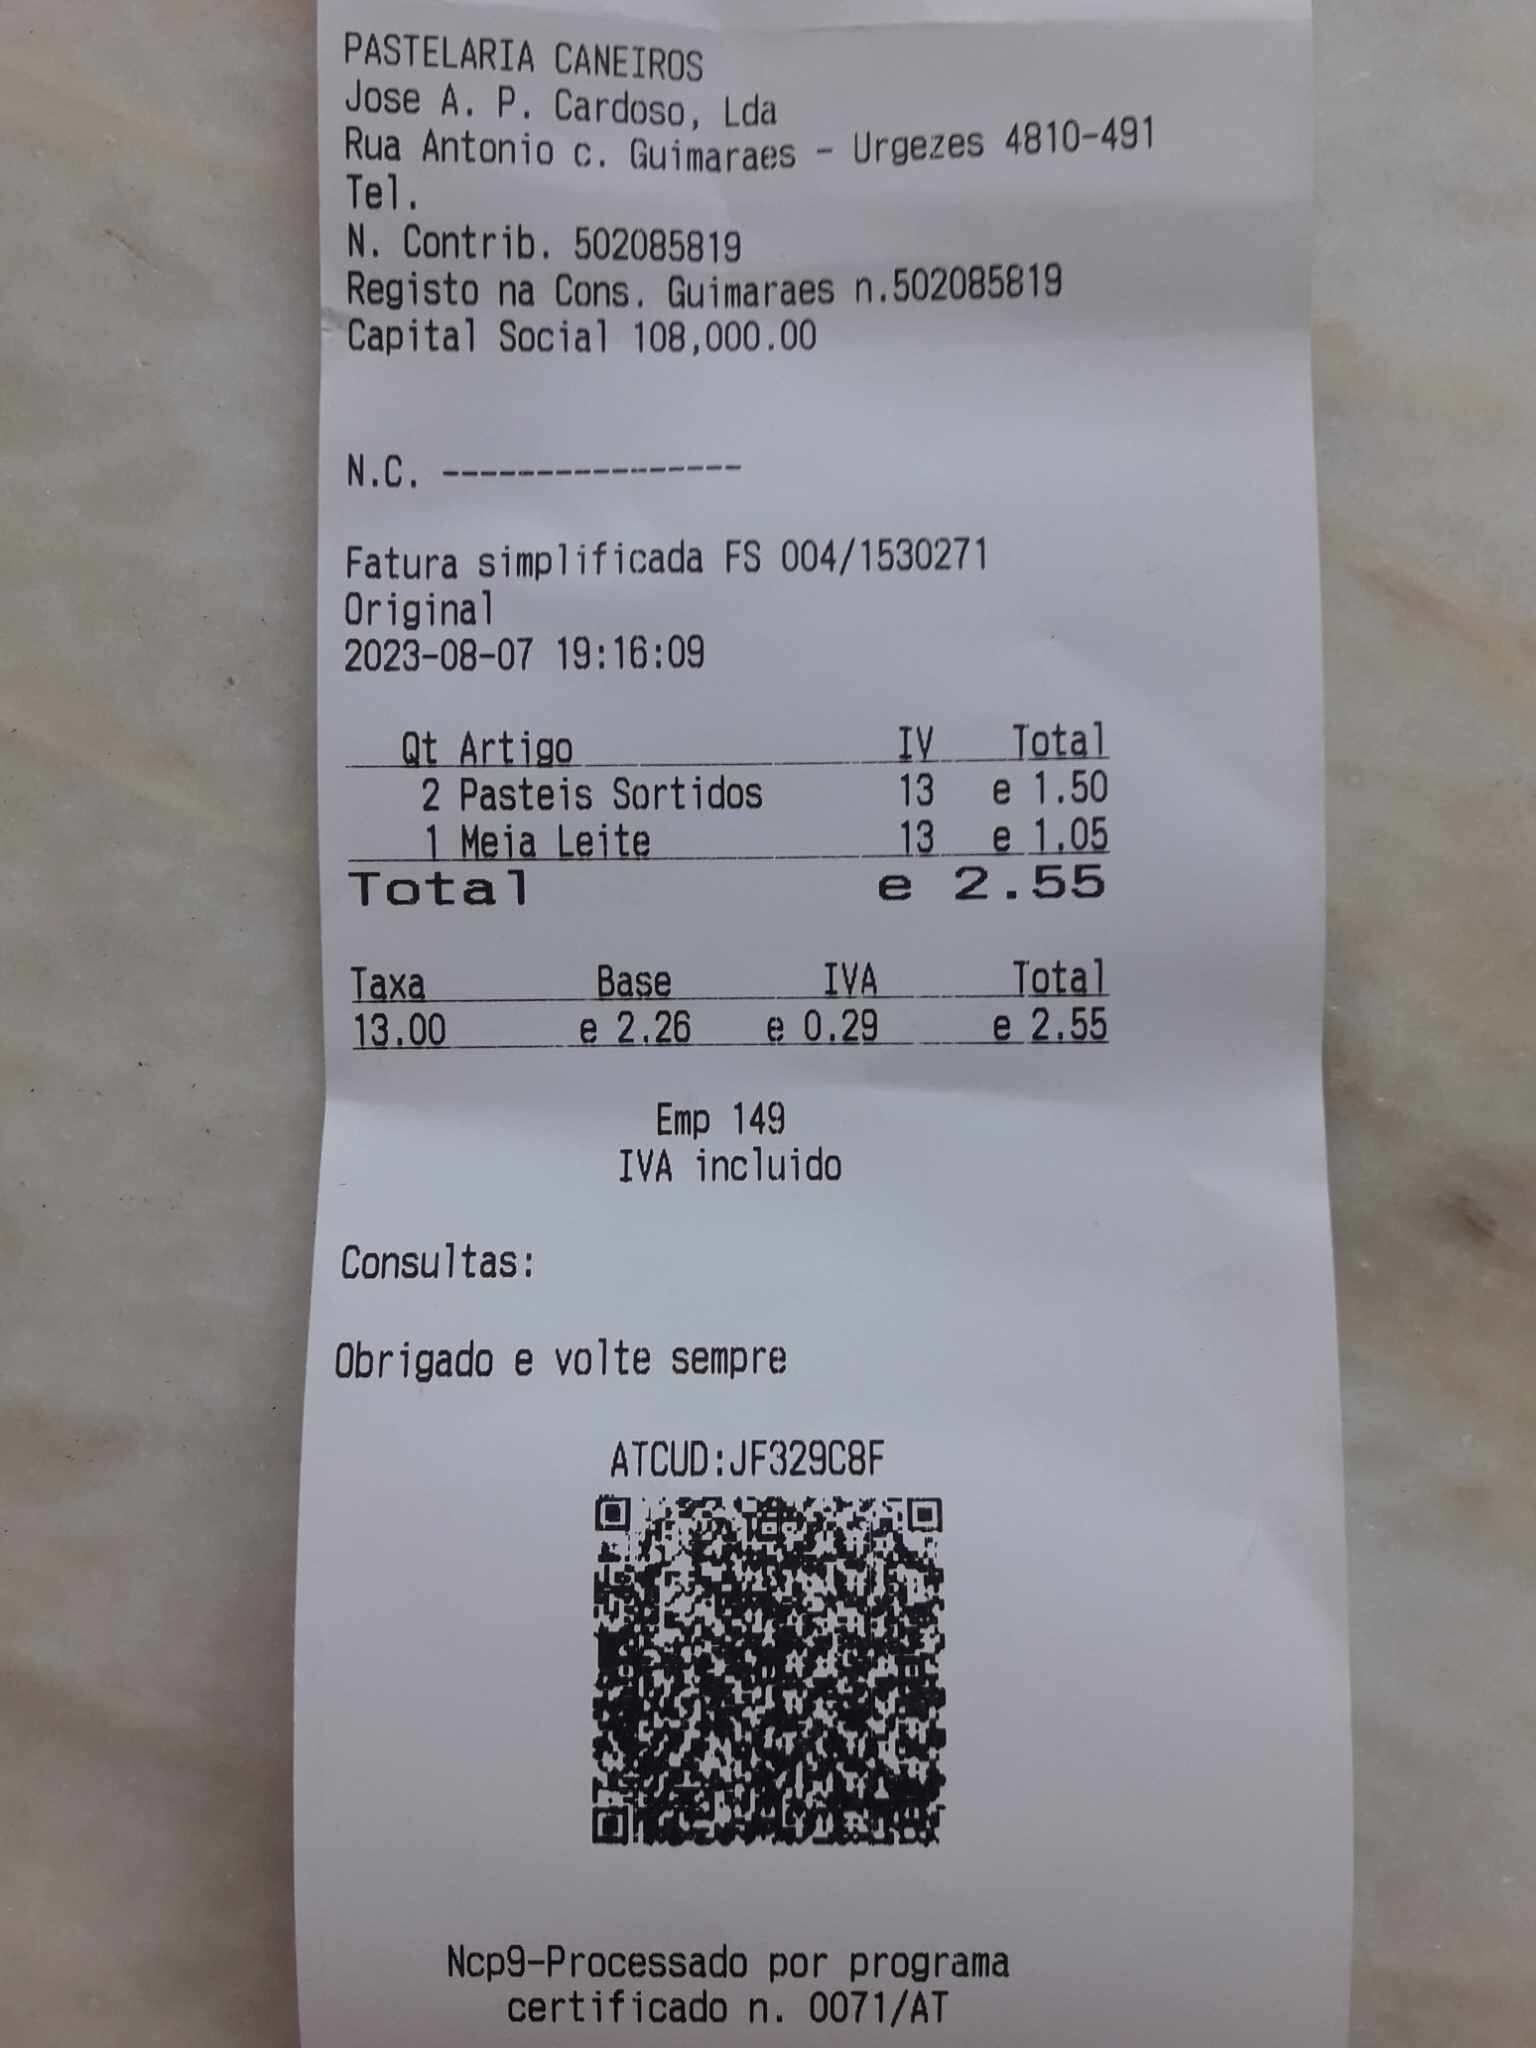 PASTELARIA CANEIROS
Jose A. P. Cardoso, Lda
Rua Antonio c. Guimaraes - Urgezes 4810-491
Tel.
N. Contrib. 502085819
Registo na Cons. Guimaraes n.502085819
Capital Social 108,000.00
N.C. ----------------
Fatura simplificada FS 004/1530271
Original
2023-08-07 19:16:09
Qt Artigo IV Total
2 Pasteis Sortidos 13 e 1.50
1 Meia Leite 13 e 1.05
Total e 2.55
Taxa Base IVA Total
13.00 e 2.26 e 0.29 e 2.55
Emp 149
IVA incluido
Consultas:
Obrigado e volte sempre
ATCUD:JF329C8F
Ncp9-Processado por programa
certificado n. 0071/AT